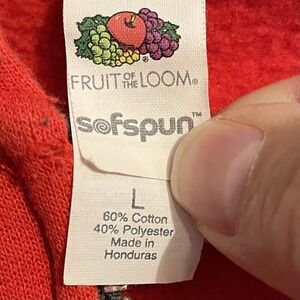 FRUIT OF THE LOOM®
sofspun™
L
60% Cotton
40% Polyester
Made in
Honduras